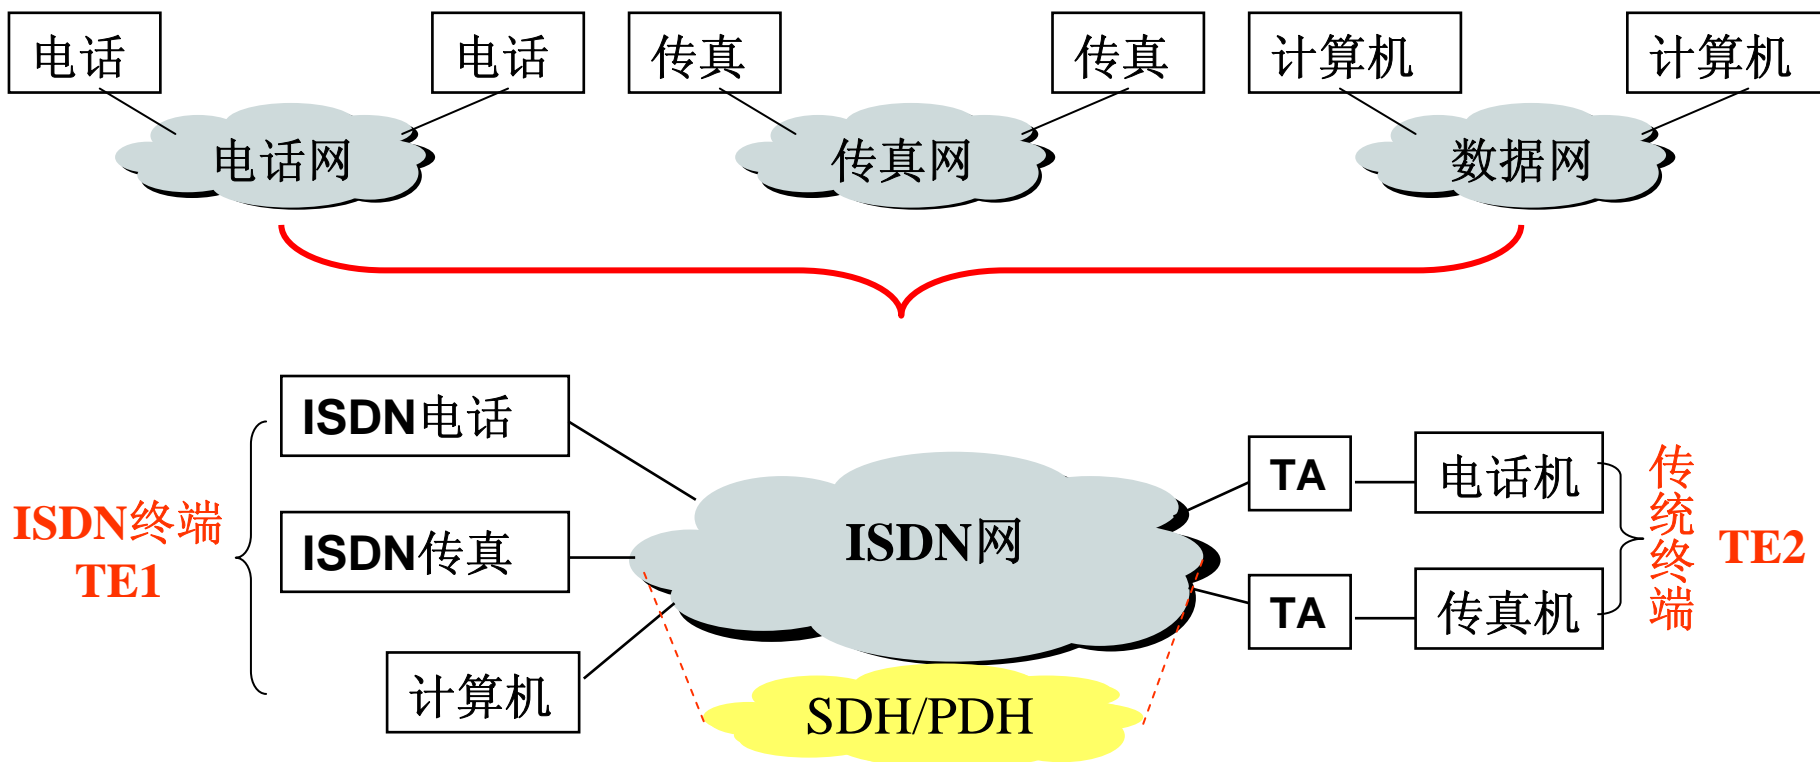 电话
电话
传真
传真
计算机
计算机
电话网
传真网
数据网
ISDN电话
ISDN传真
计算机
ISDN终端
TE1
ISDN网
SDH/PDH
TA
电话机
TA
传真机
传统终端
TE2